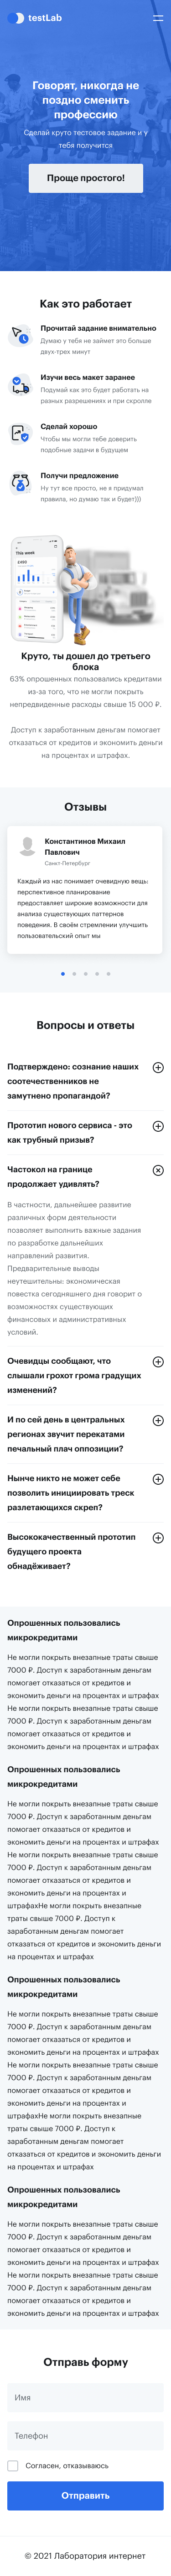 testLab
Говорят, никогда не
поздно сменить
профессию
Сделай круто тестовое задание и у
тебя получится
Проще простого!
Как это работает
Прочитай задание внимательно
Думаю у тебя не займет это больше
двух-трех минут
Изучи весь макет заранее
Подумай как это будет работать на
разных разрешениях и при скролле
Сделай хорошо
Чтобы мы могли тебе доверить
подобные задачи в будущем
Получи предложение
Ну тут все просто, не я придумал
правила, но думаю так и будет)))
This week
Круто, ты дошел до третьего
блока
63% опрошенных пользовались кредитами
из-за того, что не могли покрыть
непредвиденные расходы свыше 15 000 ₽.
Доступ к заработанным деньгам помогает
отказаться от кредитов и экономить деньги
на процентах и штрафах.
Отзывы
Константинов Михаил
Павлович
Санкт-Петербург
Каждый из нас понимает очевидную вещь:
перспективное планирование
предоставляет широкие возможности для
анализа существующих паттернов
поведения. В своём стремлении улучшить
пользовательский опыт мы
Вопросы и ответы
Подтверждено: сознание наших
соотечественников не
замутнено пропагандой?
Прототип нового сервиса - это
как трубный призыв?
Частокол на границе
продолжает удивлять?
В частности, дальнейшее развитие
различных форм деятельности
позволяет выполнить важные задания
по разработке дальнейших
направлений развития.
Предварительные выводы
неутешительны: экономическая
повестка сегодняшнего дня говорит о
возможностях существующих
финансовых и административных
условий.
Очевидцы сообщают, что
слышали грохот грома грядущих
изменений?
И по сей день в центральных
регионах звучит перекатами
печальный плач оппозиции?
Нынче никто не может себе
позволить инициировать треск
разлетающихся скреп?
Высококачественный прототип
будущего проекта
обнадёживает?
Опрошенных пользовались
микрокредитами
Не могли покрыть внезапные траты свыше
7000 ₽. Доступ к заработанным деньгам
помогает отказаться от кредитов и
экономить деньги на процентах и штрафах
Не могли покрыть внезапные траты свыше
7000 ₽. Доступ к заработанным деньгам
помогает отказаться от кредитов и
экономить деньги на процентах и штрафах
Опрошенных пользовались
микрокредитами
Не могли покрыть внезапные траты свыше
7000 ₽. Доступ к заработанным деньгам
помогает отказаться от кредитов и
экономить деньги на процентах и штрафах
Не могли покрыть внезапные траты свыше
7000 ₽. Доступ к заработанным деньгам
помогает отказаться от кредитов и
экономить деньги на процентах и
штрафахНе могли покрыть внезапные
траты свыше 7000 ₽. Доступ к
заработанным деньгам помогает
отказаться от кредитов и экономить деньги
на процентах и штрафах
Опрошенных пользовались
микрокредитами
Не могли покрыть внезапные траты свыше
7000 ₽. Доступ к заработанным деньгам
помогает отказаться от кредитов и
экономить деньги на процентах и штрафах
Не могли покрыть внезапные траты свыше
7000 ₽. Доступ к заработанным деньгам
помогает отказаться от кредитов и
экономить деньги на процентах и
штрафахНе могли покрыть внезапные
траты свыше 7000 ₽. Доступ к
заработанным деньгам помогает
отказаться от кредитов и экономить деньги
на процентах и штрафах
Опрошенных пользовались
микрокредитами
Не могли покрыть внезапные траты свыше
7000 ₽. Доступ к заработанным деньгам
помогает отказаться от кредитов и
экономить деньги на процентах и штрафах
Не могли покрыть внезапные траты свыше
7000 ₽. Доступ к заработанным деньгам
помогает отказаться от кредитов и
экономить деньги на процентах и штрафах
Отправь форму
Имя
Телефон
Согласен, отказываюсь
Отправить
© 2021 Лаборатория интернет